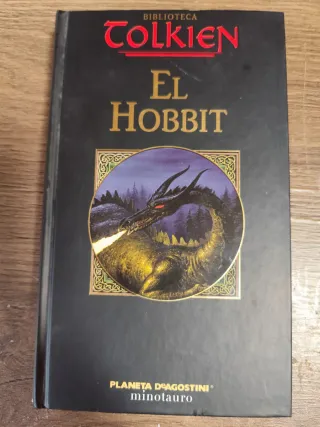 BIBLIOTECA
TOLKIEN
EL
HOBBIT
PLANETA DeAGOSTINI
minotauro